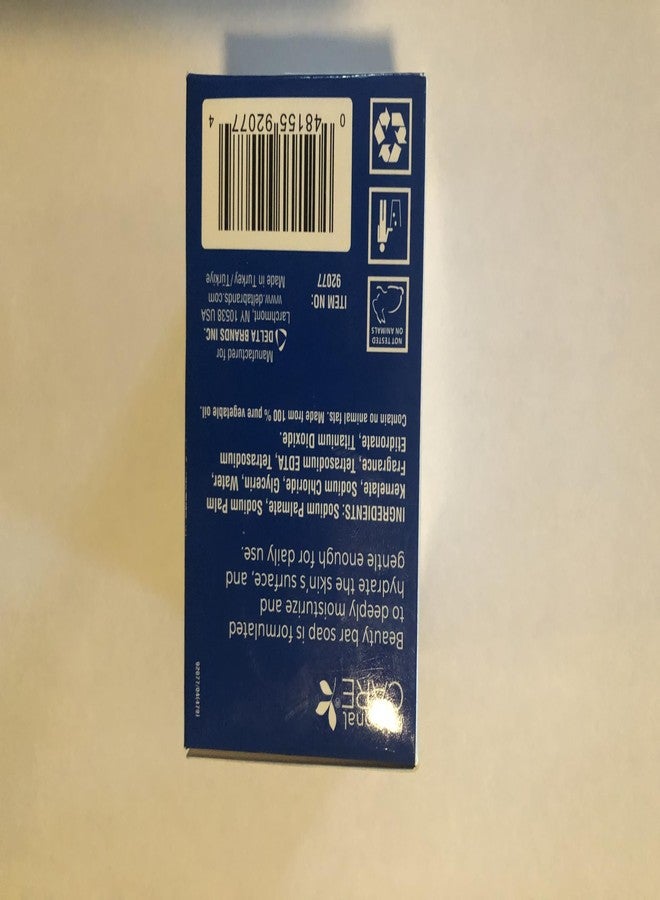 nal
CARE®
Beauty bar soap is formulated
to deeply moisturize and
hydrate the skin's surface, and
gentle enough for daily use.
INGREDIENTS: Sodium Palmate, Sodium Palm
Kernelate, Sodium Chloride, Glycerin, Water,
Fragrance, Tetrasodium EDTA, Tetrasodium
Etidronate, Titanium Dioxide.
Contain no animal fats. Made from 100 % pure vegetable oil.
NOT TESTED
ON ANIMALS
ITEM NO:
92077
Manufactured for
DELTA BRANDS INC.
Larchmont, NY 10538 USA
www.deltabrands.com
Made in Turkey / Türkiye
0 48155 92077 4